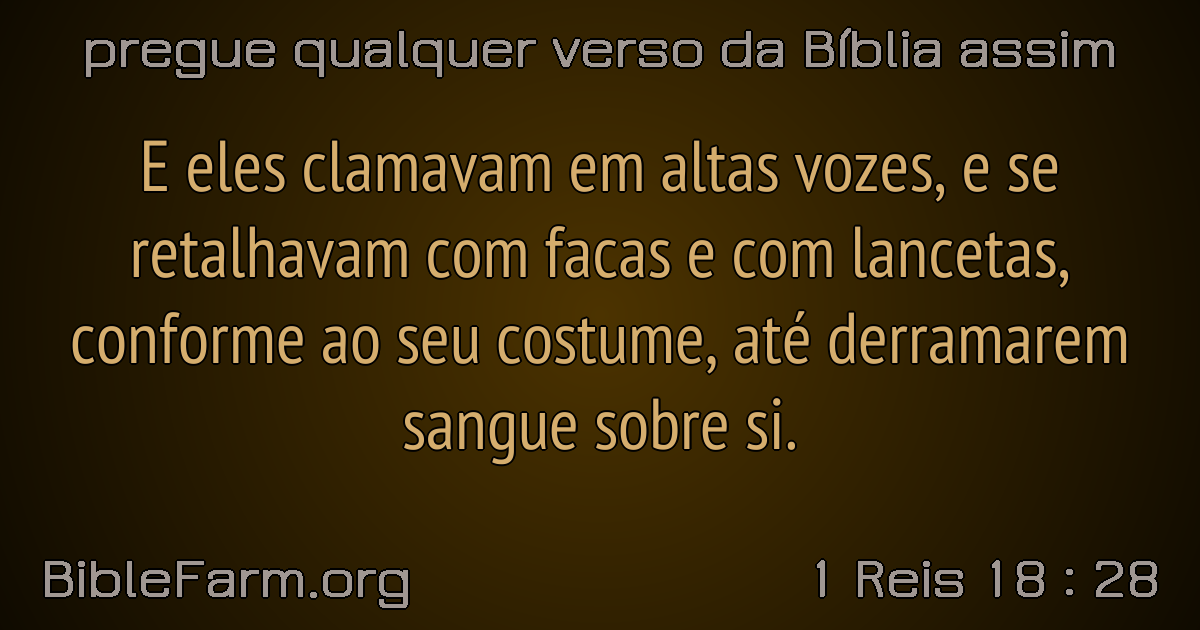 pregue qualquer verso da Bíblia assim
E eles clamavam em altas vozes, e se
retalhavam com facas e com lancetas,
conforme ao seu costume, até derramarem
sangue sobre si.
BibleFarm.org
1 Reis 18 : 28